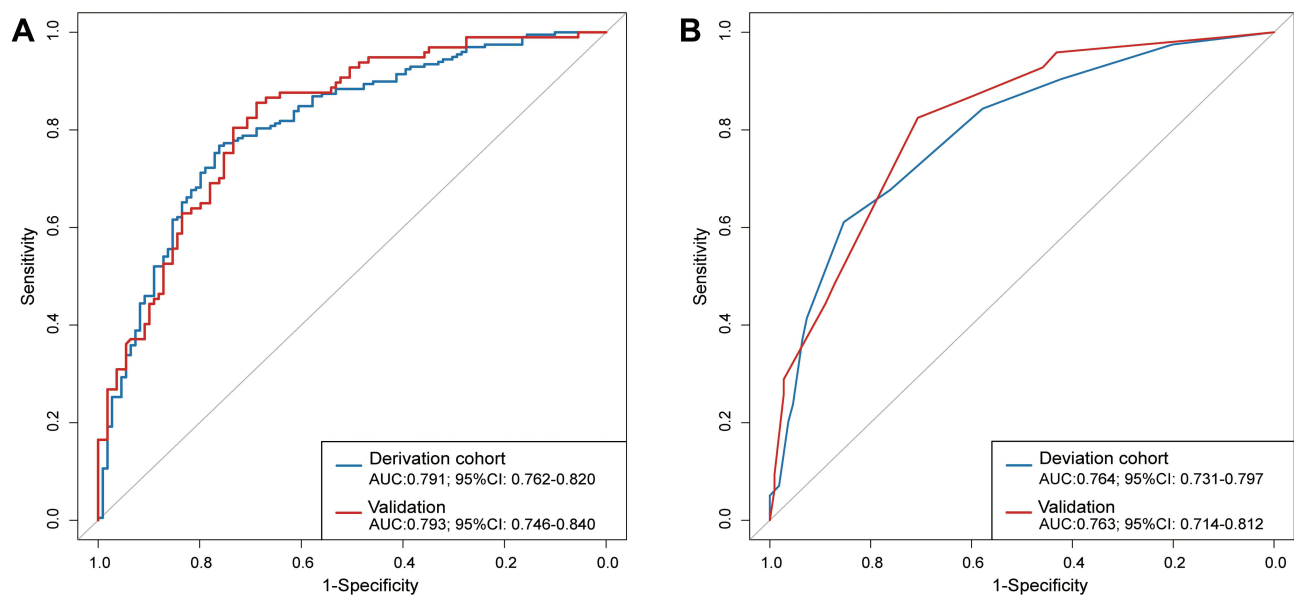 A
Sensitivity
1.0
0.8
0.6
0.4
0.2
0.0
Derivation cohort
AUC:0.791; 95%CI: 0.762-0.820
Validation
AUC:0.793; 95%CI: 0.746-0.840
1.0 0.8 0.6 0.4 0.2 0.0
1-Specificity
B
Sensitivity
1.0
0.8
0.6
0.4
0.2
0.0
Deviation cohort
AUC:0.764; 95%CI: 0.731-0.797
Validation
AUC:0.763; 95%CI: 0.714-0.812
1.0 0.8 0.6 0.4 0.2 0.0
1-Specificity